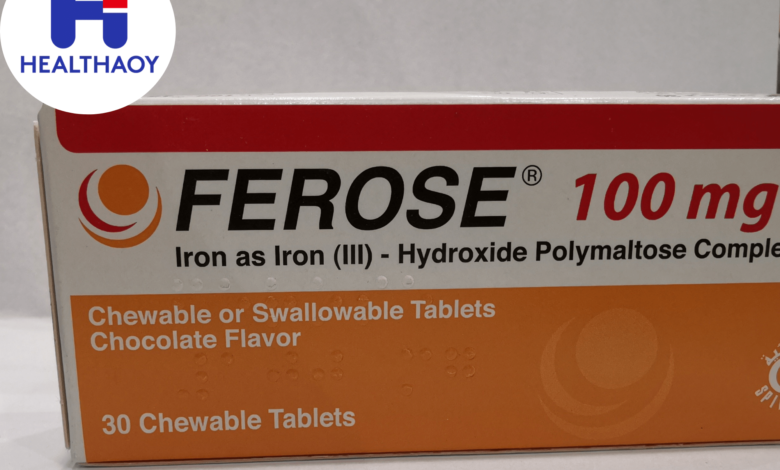 HEALTHAOY
FEROSE® 100 mg
Iron as Iron (III) - Hydroxide Polymaltose
Chewable or Swallowable Tablets
Chocolate Flavor
30 Chewable Tablets